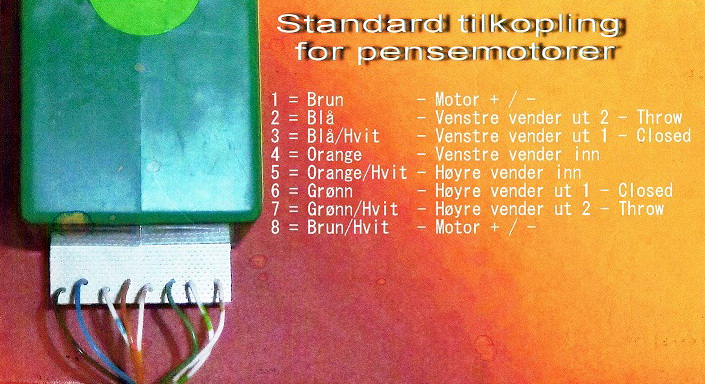 Standard tilkopling
for pensemotorer
1 = Brun - Motor + / -
2 = Blå - Venstre vender ut 2 - Throw
3 = Blå/Hvit - Venstre vender ut 1 - Closed
4 = Orange - Venstre vender inn
5 = Orange/Hvit - Høyre vender inn
6 = Grønn - Høyre vender ut 1 - Closed
7 = Grønn/Hvit - Høyre vender ut 2 - Throw
8 = Brun/Hvit - Motor + / -